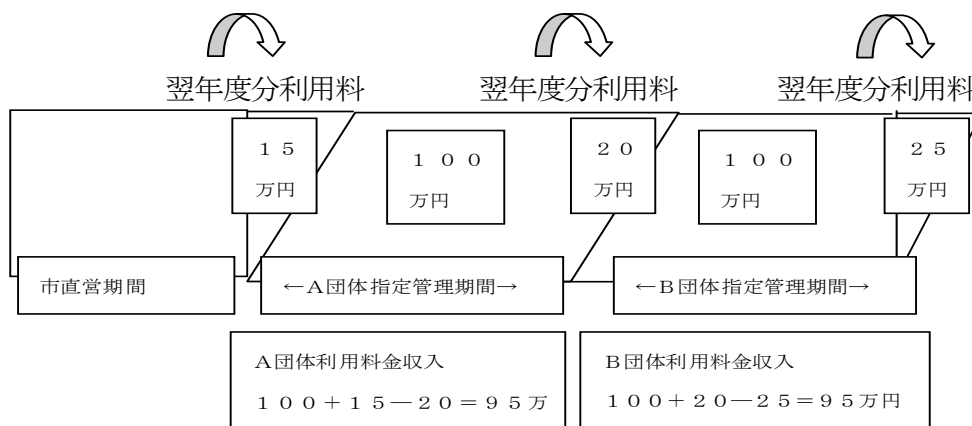 翌年度分利用料
翌年度分利用料
翌年度分利用料
１５
万円
１００
万円
２０
万円
１００
万円
２５
万円
市直営期間
←A団体指定管理期間→
←B団体指定管理期間→
A団体利用料金収入
１００＋１５－２０＝９５万
B団体利用料金収入
１００＋２０－２５＝９５万円